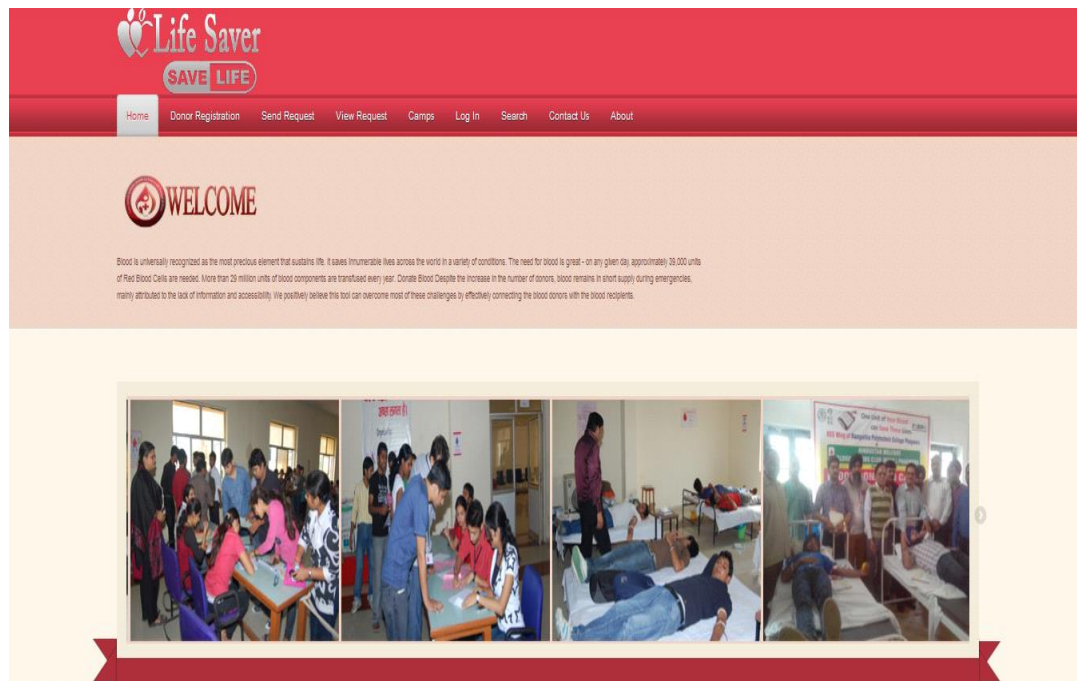 Life Saver
SAVE LIFE
Home Donor Registration Send Request View Request Camps Log In Search Contact Us About
WELCOME
Blood is universally recognized as the most precious element that sustains life. It saves innumerable lives across the world in a variety of conditions. The need for blood is great - on any given day, approximately 39,000 units
of Red Blood Cells are needed. More than 29 million units of blood components are transfused every year. Donate Blood Despite the increase in the number of donors, blood remains in short supply during emergencies,
mainly attributed to the lack of information and accessibility. We positively believe this tool can overcome most of these challenges by effectively connecting the blood donors with the blood recipients.
One Unit of Your Blood
can Save Three Lives